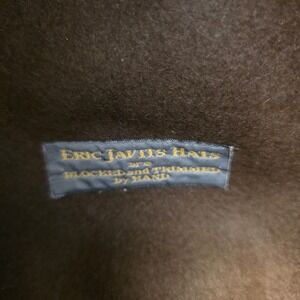 ERIC JAVITS HATS
are
BLOCKED and TRIMMED
by HAND